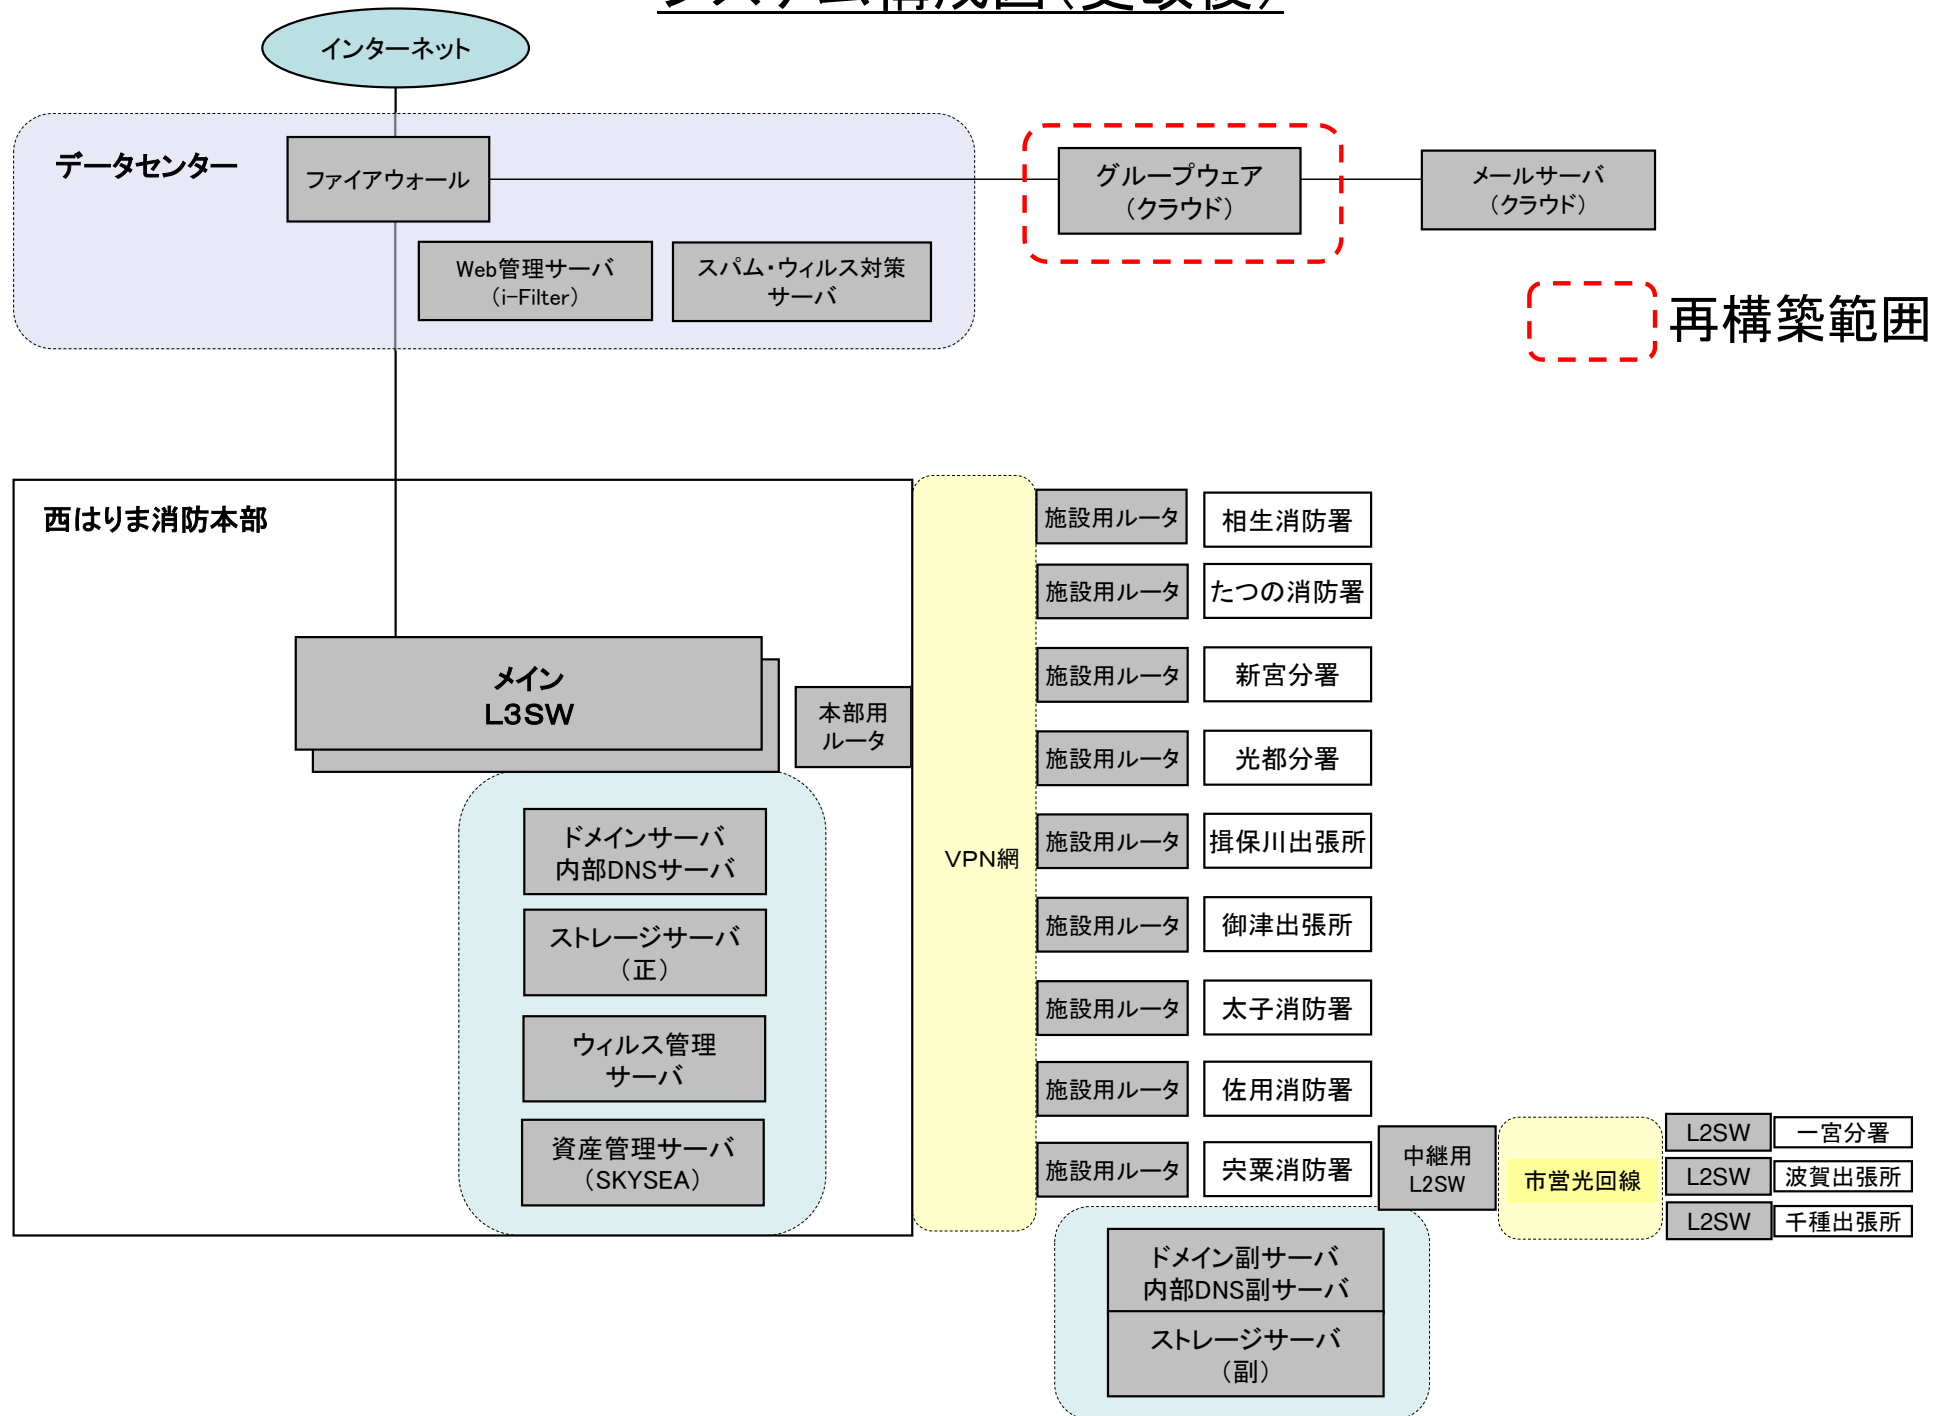 システム構成図（更改後）
インターネット
データセンター
ファイアウォール
グループウェア
（クラウド）
メールサーバ
（クラウド）
Web管理サーバ
（i-Filter）
スパム・ウィルス対策
サーバ
再構築範囲
西はりま消防本部
メイン
L3SW
本部用
ルータ
ドメインサーバ
内部DNSサーバ
ストレージサーバ
（正）
ウィルス管理
サーバ
資産管理サーバ
（SKYSEA）
VPN網
施設用ルータ
相生消防署
施設用ルータ
たつの消防署
施設用ルータ
新宮分署
施設用ルータ
光都分署
施設用ルータ
揖保川出張所
施設用ルータ
御津出張所
施設用ルータ
太子消防署
施設用ルータ
佐用消防署
施設用ルータ
宍粟消防署
中継用
L2SW
市営光回線
L2SW
一宮分署
L2SW
波賀出張所
L2SW
千種出張所
ドメイン副サーバ
内部DNS副サーバ
ストレージサーバ
（副）